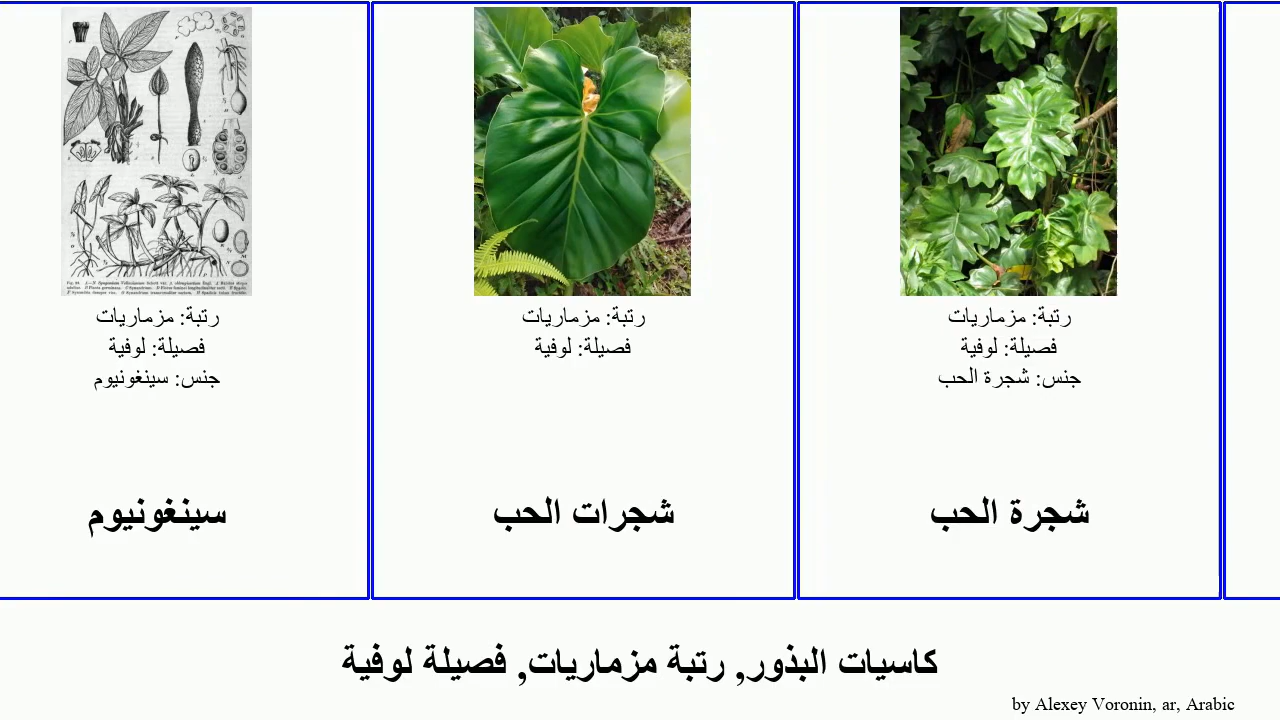 رتبة: مزماريات
فصيلة: لوفية
جنس: شجرة الحب
شجرة الحب
رتبة: مزماريات
فصيلة: لوفية
شجرات الحب
رتبة: مزماريات
فصيلة: لوفية
جنس: سينغونيوم
سينغونيوم
كاسيات البذور, رتبة مزماريات, فصيلة لوفية
by Alexey Voronin, ar, Arabic